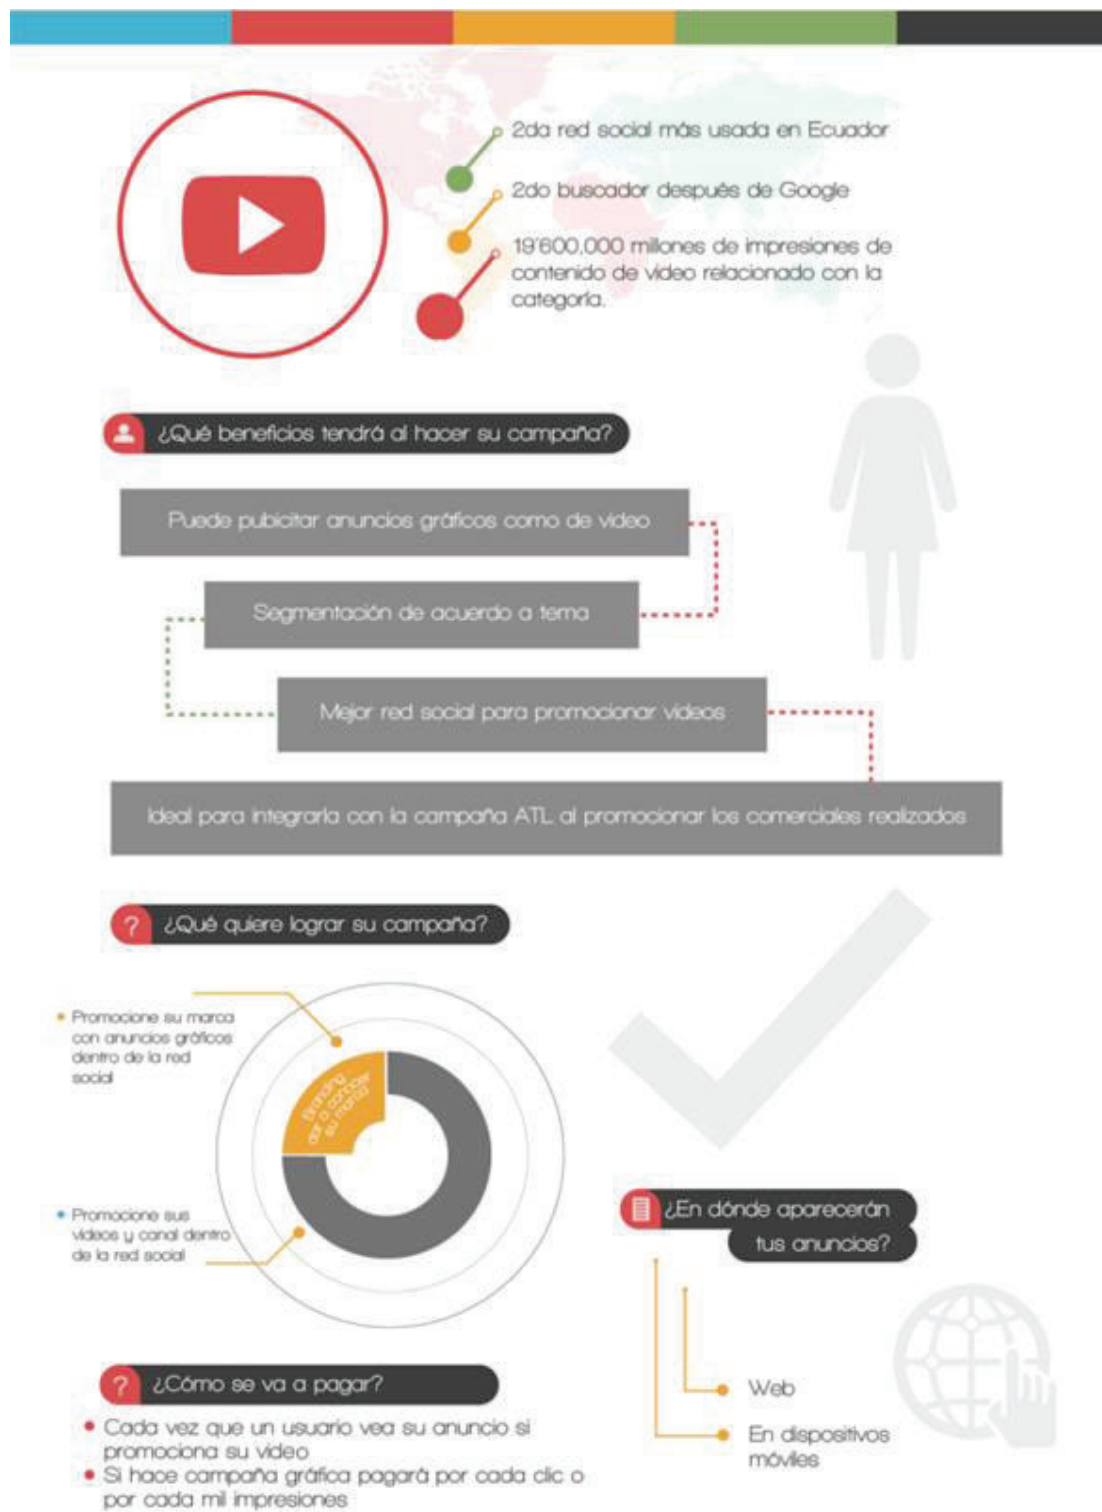 2da red social más usada en Ecuador
2do buscador después de Google
19'600,000 millones de impresiones de
contenido de video relacionado con la
categoría.
¿Qué beneficios tendrá al hacer su campaña?
Puede pubicitar anuncios gráficos como de video
Segmentación de acuerdo a tema
Mejor red social para promocionar videos
Ideal para integrarla con la campaña ATL al promocionar los comerciales realizados
¿Qué quiere lograr su campaña?
Promocione su marca
con anuncios gráficos
dentro de la red
social
Branding
dar a conocer
su marca
Promocione sus
videos y canal dentro
de la red social
¿En dónde aparecerán
tus anuncios?
Web
En dispositivos
móviles
¿Cómo se va a pagar?
Cada vez que un usuario vea su anuncio si
promociona su video
Si hace campaña gráfica pagará por cada clic o
por cada mil impresiones